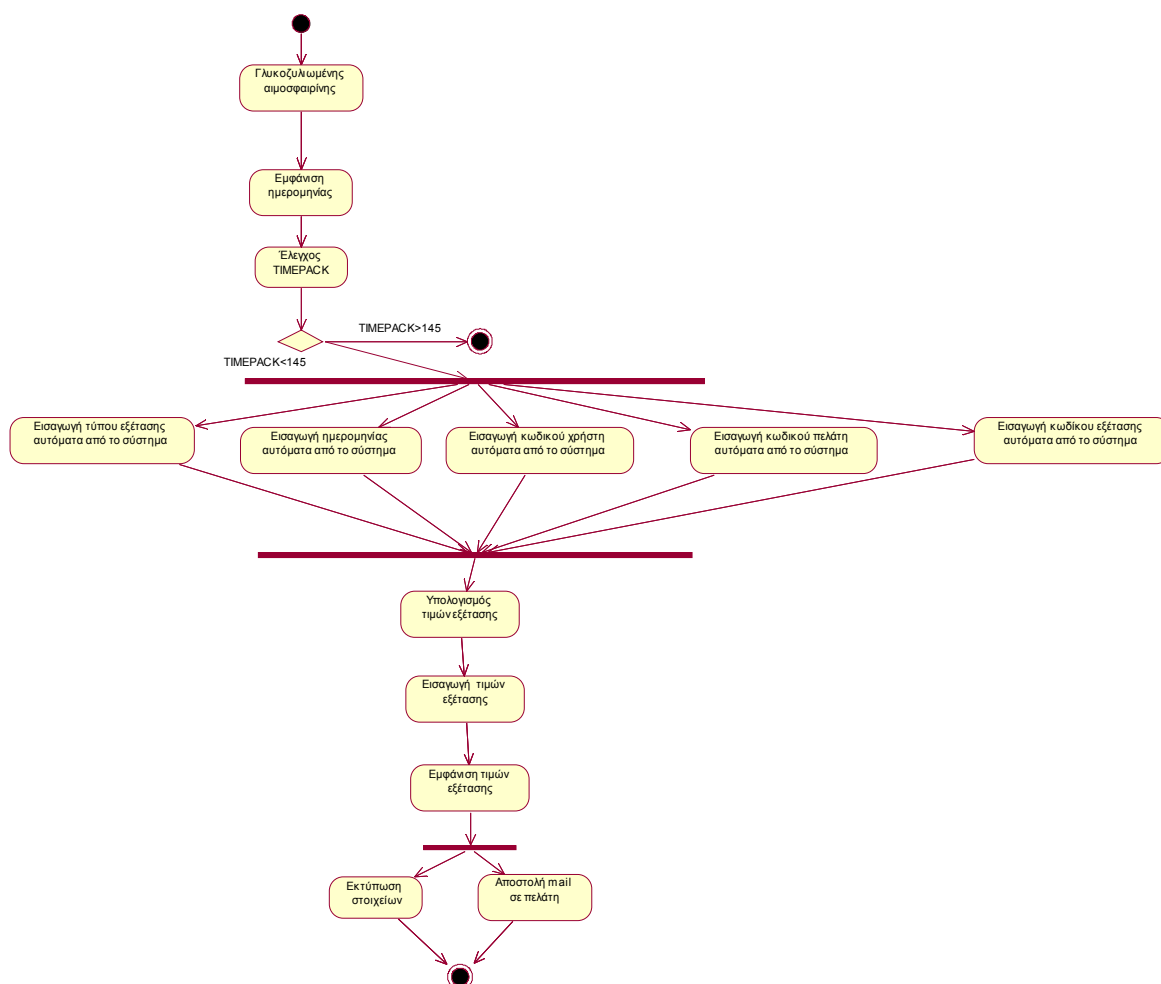 Γλυκοζυλιωμένης
αιμοσφαιρίνης
Εμφάνιση
ημερομηνίας
Έλεγχος
TIMEPACK
TIMEPACK>145
TIMEPACK<145
Εισαγωγή τύπου εξέτασης
αυτόματα από το σύστημα
Εισαγωγή ημερομηνίας
αυτόματα από το σύστημα
Εισαγωγή κωδικού χρήστη
αυτόματα από το σύστημα
Εισαγωγή κωδικού πελάτη
αυτόματα από το σύστημα
Εισαγωγή κωδίκου εξέτασης
αυτόματα από το σύστημα
Υπολογισμός
τιμών εξέτασης
Εισαγωγή τιμών
εξέτασης
Εμφάνιση τιμών
εξέτασης
Εκτύπωση
στοιχείων
Αποστολή mail
σε πελάτη